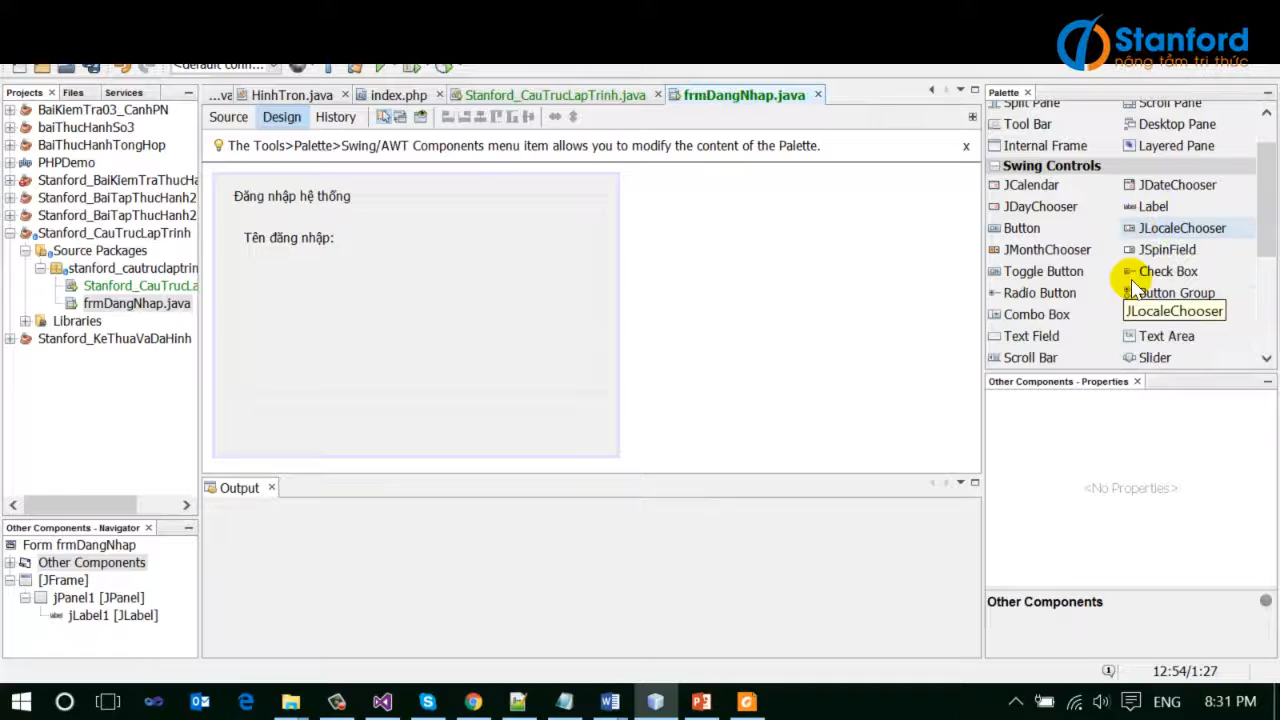 Stanford
nâng tầm tri thức
<default conn...
Projects
Files
Services
...va
HinhTron.java
index.php
Stanford_CauTrucLapTrinh.java
frmDangNhap.java
Source
Design
History
The Tools>Palette>Swing/AWT Components menu item allows you to modify the content of the Palette.
x
BaiKiemTra03_CanhPN
baiThucHanhSo3
BaiThucHanhTongHop
PHPDemo
Stanford_BaiKiemTraThucHa
Stanford_BaiTapThucHanh2
Stanford_BaiTapThucHanh2
Stanford_CauTrucLapTrinh
Source Packages
stanford_cautruclaptrin
Stanford_CauTrucLa
frmDangNhap.java
Libraries
Stanford_KeThuaVaDaHinh
Đăng nhập hệ thống
Tên đăng nhập:
Output
Other Components - Navigator
Form frmDangNhap
Other Components
[JFrame]
jPanel1 [JPanel]
jLabel1 [JLabel]
Palette
Split Pane
Scroll Pane
Tool Bar
Desktop Pane
Internal Frame
Layered Pane
Swing Controls
JCalendar
JDateChooser
JDayChooser
Label
Button
JLocaleChooser
JMonthChooser
JSpinField
Toggle Button
Check Box
Radio Button
Button Group
Combo Box
JLocaleChooser
Text Field
Text Area
Scroll Bar
Slider
Other Components - Properties
<No Properties>
Other Components
12:54/1:27
ENG
8:31 PM